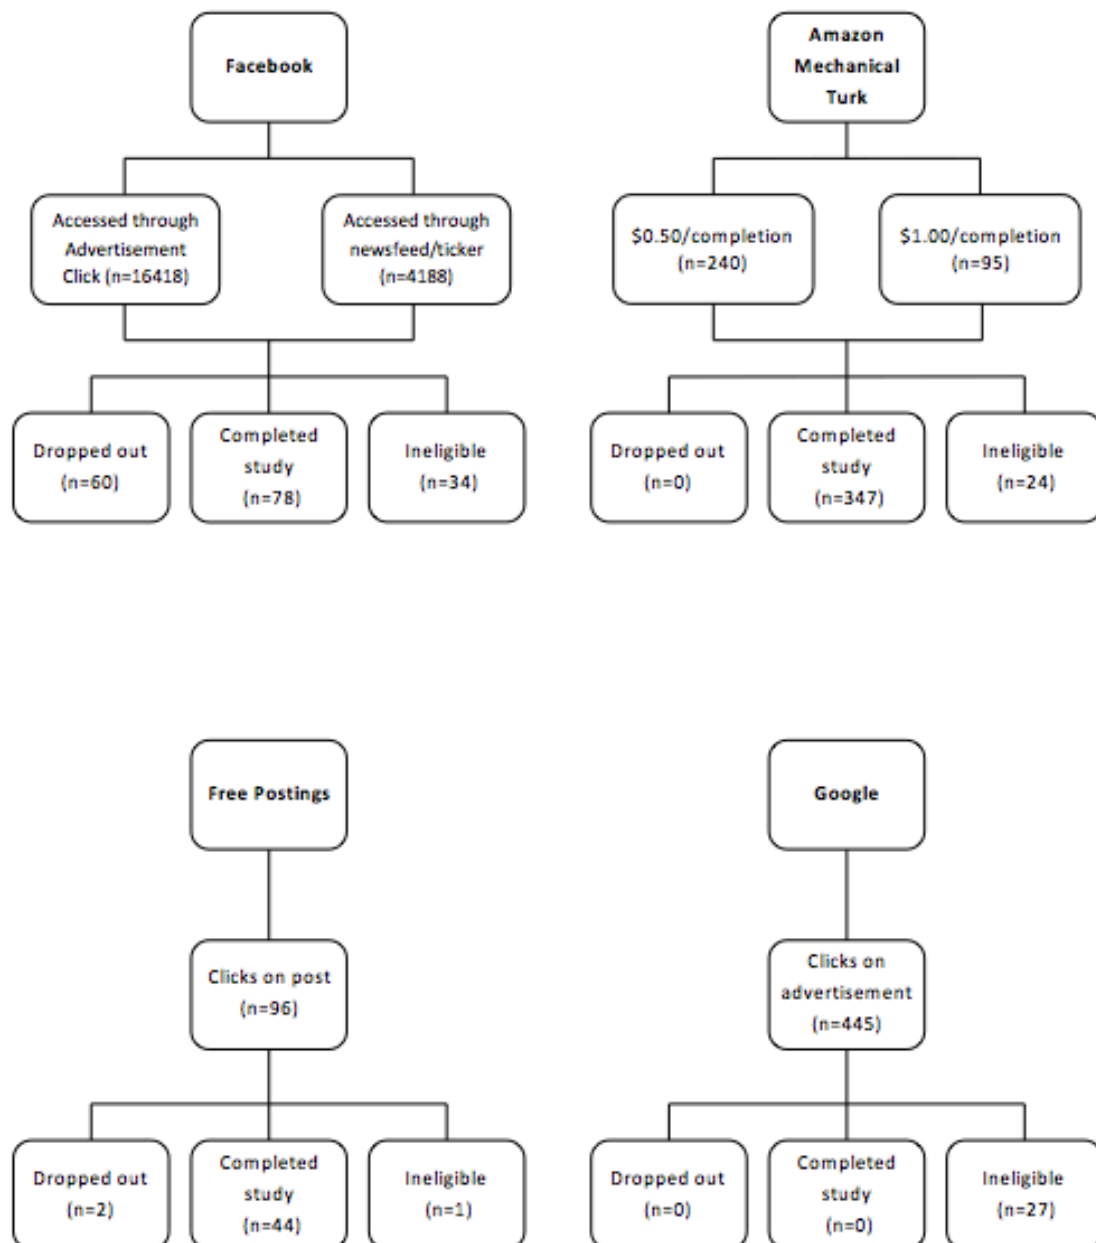 Facebook
Accessed through
Advertisement
Click (n=16418)
Accessed through
newsfeed/ticker
(n=4188)
Dropped out
(n=60)
Completed
study
(n=78)
Ineligible
(n=34)
Amazon
Mechanical
Turk
$0.50/completion
(n=240)
$1.00/completion
(n=95)
Dropped out
(n=0)
Completed
study
(n=347)
Ineligible
(n=24)
Free Postings
Clicks on post
(n=96)
Dropped out
(n=2)
Completed
study
(n=44)
Ineligible
(n=1)
Google
Clicks on
advertisement
(n=445)
Dropped out
(n=0)
Completed
study
(n=0)
Ineligible
(n=27)